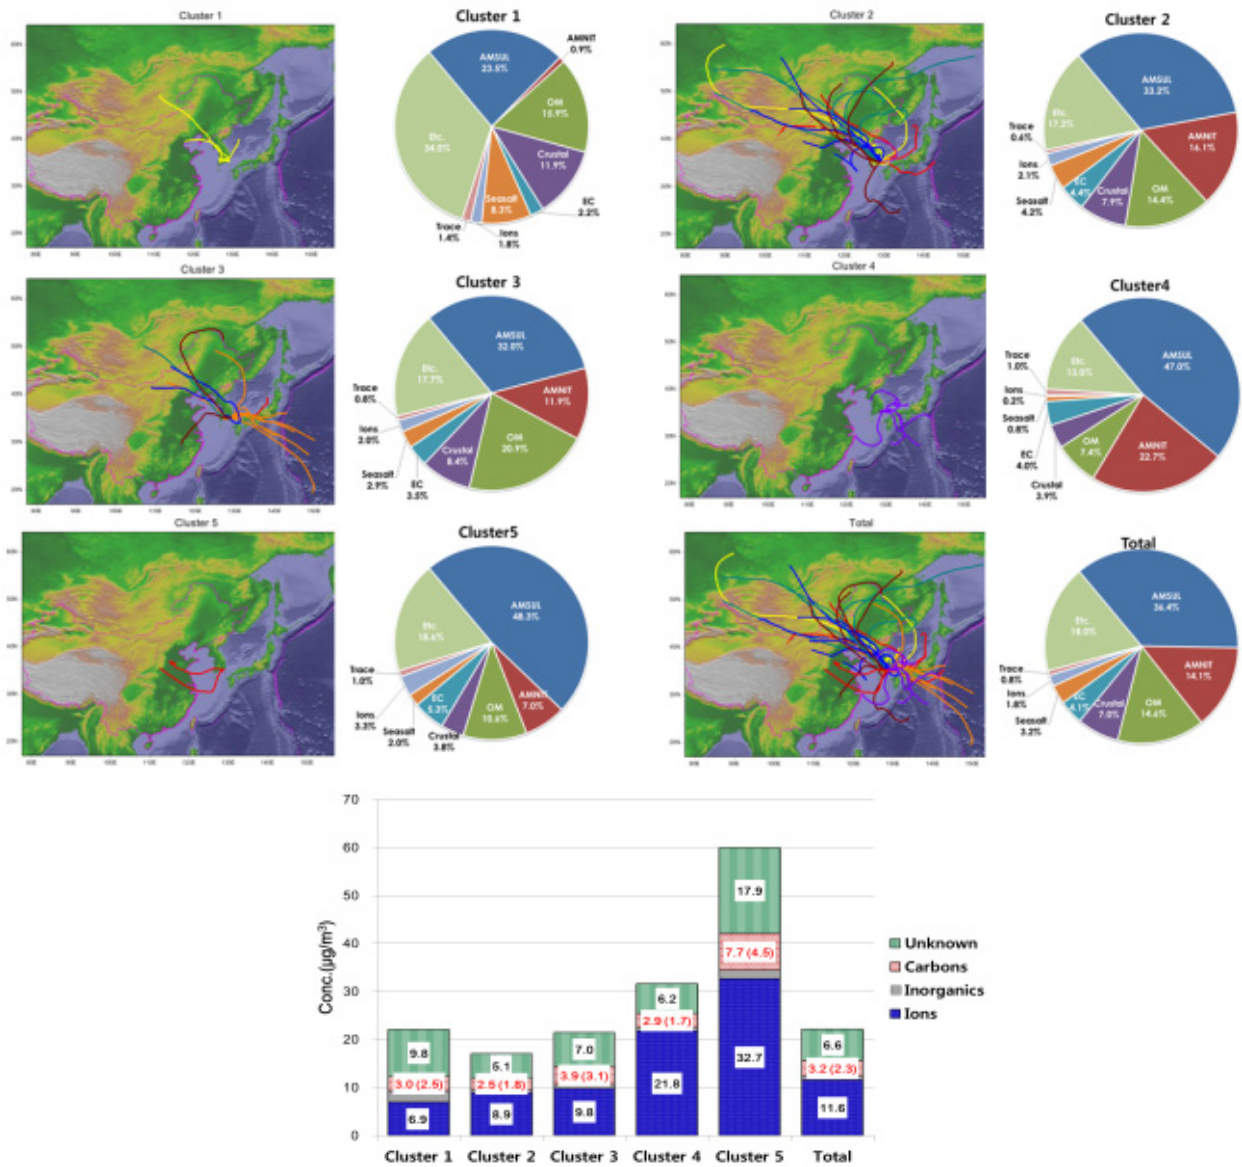 Cluster 1
Cluster 1
AMSUL
23.5%
AMNIT
0.9%
OM
15.9%
Crustal
11.9%
EC
2.2%
Seasalt
8.3%
Ions
1.8%
Trace
1.4%
Etc.
34.0%
Cluster 2
Cluster 2
AMSUL
33.2%
AMNIT
16.1%
OM
14.4%
Crustal
7.9%
EC
4.4%
Seasalt
4.2%
Ions
2.1%
Trace
0.6%
Etc.
17.2%
Cluster 3
Cluster 3
AMSUL
32.0%
AMNIT
11.9%
OM
20.9%
Crustal
8.4%
EC
3.5%
Seasalt
2.9%
Ions
2.0%
Trace
0.8%
Etc.
17.7%
Cluster 4
Cluster4
AMSUL
47.0%
AMNIT
22.7%
OM
7.4%
Crustal
3.9%
EC
4.0%
Seasalt
0.8%
Ions
0.2%
Trace
1.0%
Etc.
13.0%
Cluster 5
Cluster5
AMSUL
48.3%
AMNIT
7.0%
OM
10.6%
Crustal
3.8%
EC
5.3%
Seasalt
2.0%
Ions
3.3%
Trace
1.0%
Etc.
18.6%
Total
Total
AMSUL
36.4%
AMNIT
14.1%
OM
14.6%
Crustal
7.0%
EC
4.1%
Seasalt
3.2%
Ions
1.8%
Trace
0.8%
Etc.
18.0%
Conc.(μg/m³)
70
60
50
40
30
20
10
0
9.8
3.0 (2.5)
6.9
5.1
2.5 (1.8)
8.9
7.0
3.9 (3.1)
9.8
6.2
2.9 (1.7)
21.8
17.9
7.7 (4.5)
32.7
6.6
3.2 (2.3)
11.6
Cluster 1 Cluster 2 Cluster 3 Cluster 4 Cluster 5 Total
Unknown
Carbons
Inorganics
Ions